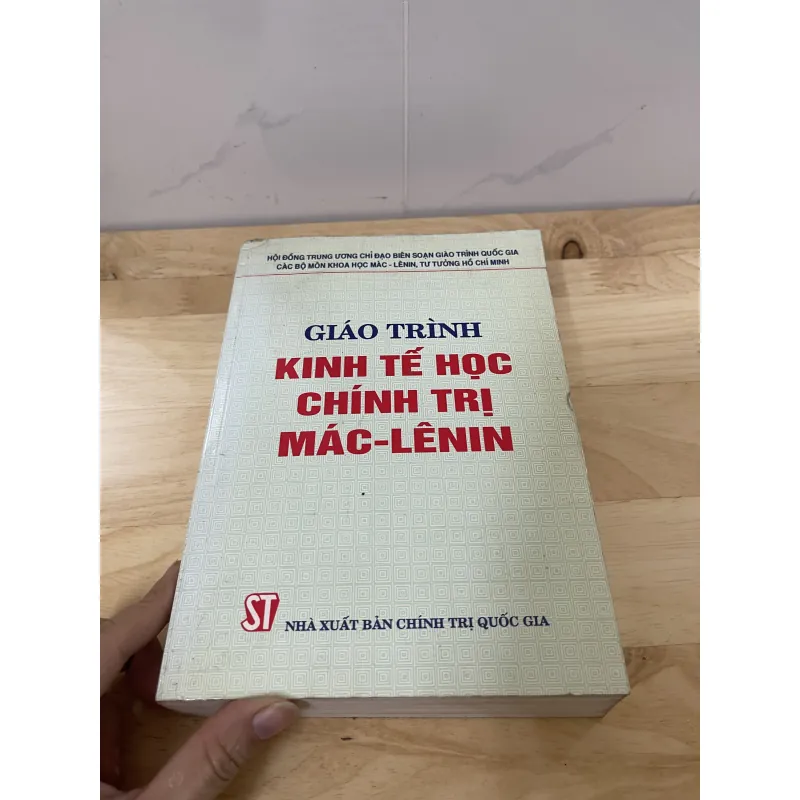 HỘI ĐỒNG TRUNG ƯƠNG CHỈ ĐẠO BIÊN SOẠN GIÁO TRÌNH QUỐC GIA
CÁC BỘ MÔN KHOA HỌC MÁC - LÊNIN, TƯ TƯỞNG HỒ CHÍ MINH
GIÁO TRÌNH
KINH TẾ HỌC
CHÍNH TRỊ
MÁC-LÊNIN
ST
NHÀ XUẤT BẢN CHÍNH TRỊ QUỐC GIA